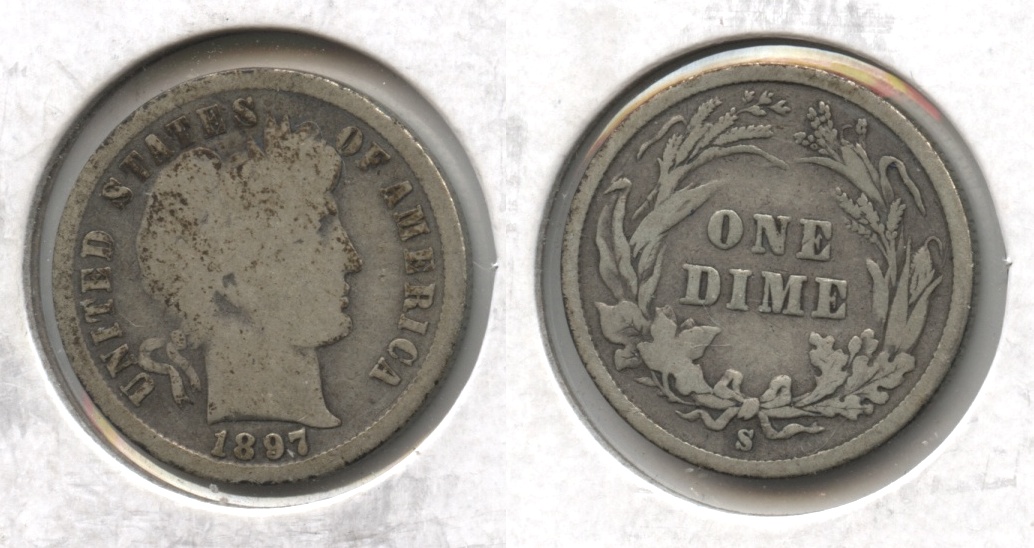 UNITED STATES OF AMERICA
1897
ONE
DIME
S